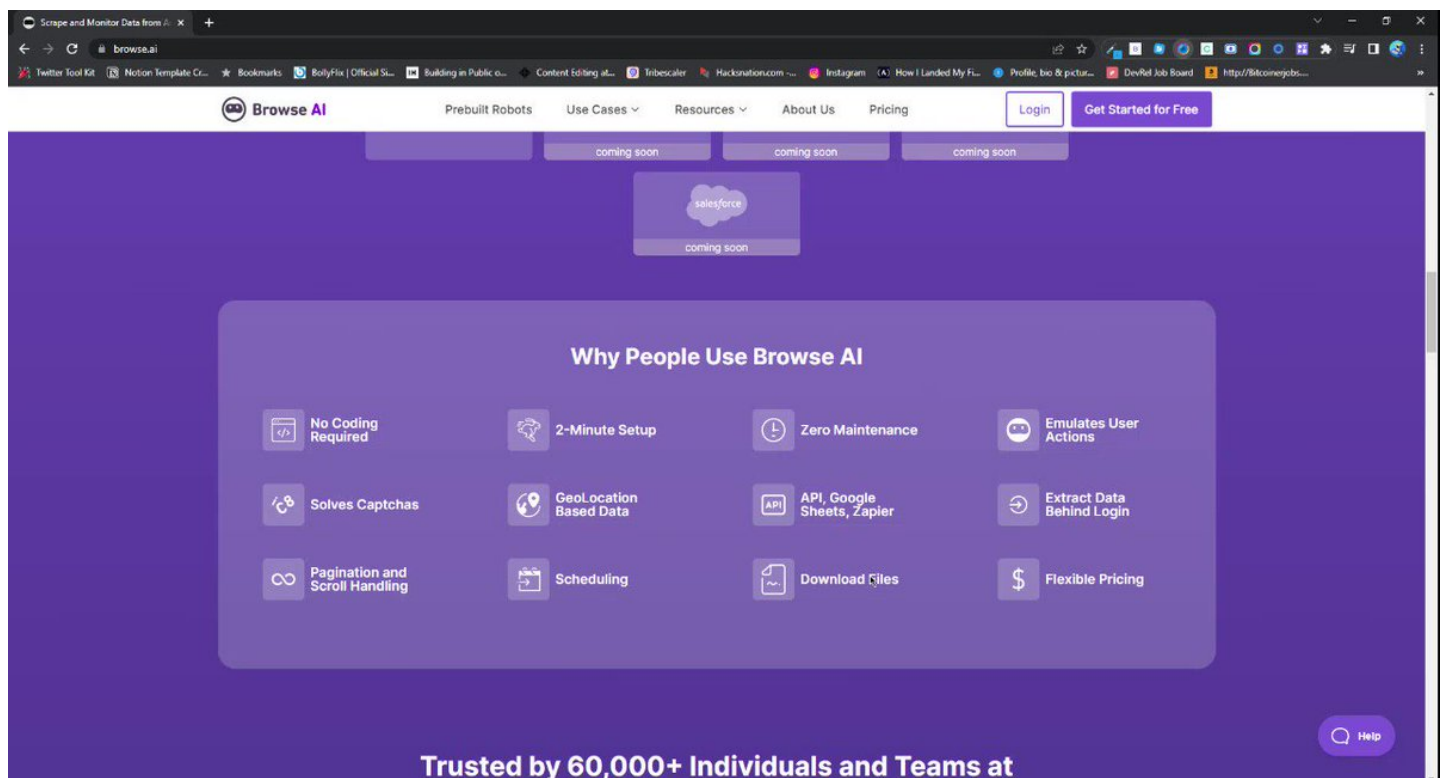 Scrape and Monitor Data from A
browse.ai
Twitter Tool Kit Notion Template Cr... Bookmarks BollyFlix | Official Si... Building in Public o... Content Editing at... Tribescaler Hacksnation.com -... Instagram How I Landed My Fi... Profile, bio & pictur... DevRel Job Board http://Bitcoinerjobs....
Browse AI Prebuilt Robots Use Cases Resources About Us Pricing Login Get Started for Free
coming soon coming soon coming soon
salesforce
coming soon
Why People Use Browse AI
No Coding
Required
2-Minute Setup
Zero Maintenance
Emulates User
Actions
Solves Captchas
GeoLocation
Based Data
API
API, Google
Sheets, Zapier
Extract Data
Behind Login
Pagination and
Scroll Handling
Scheduling
Download Files
$
Flexible Pricing
Help
Trusted by 60,000+ Individuals and Teams at